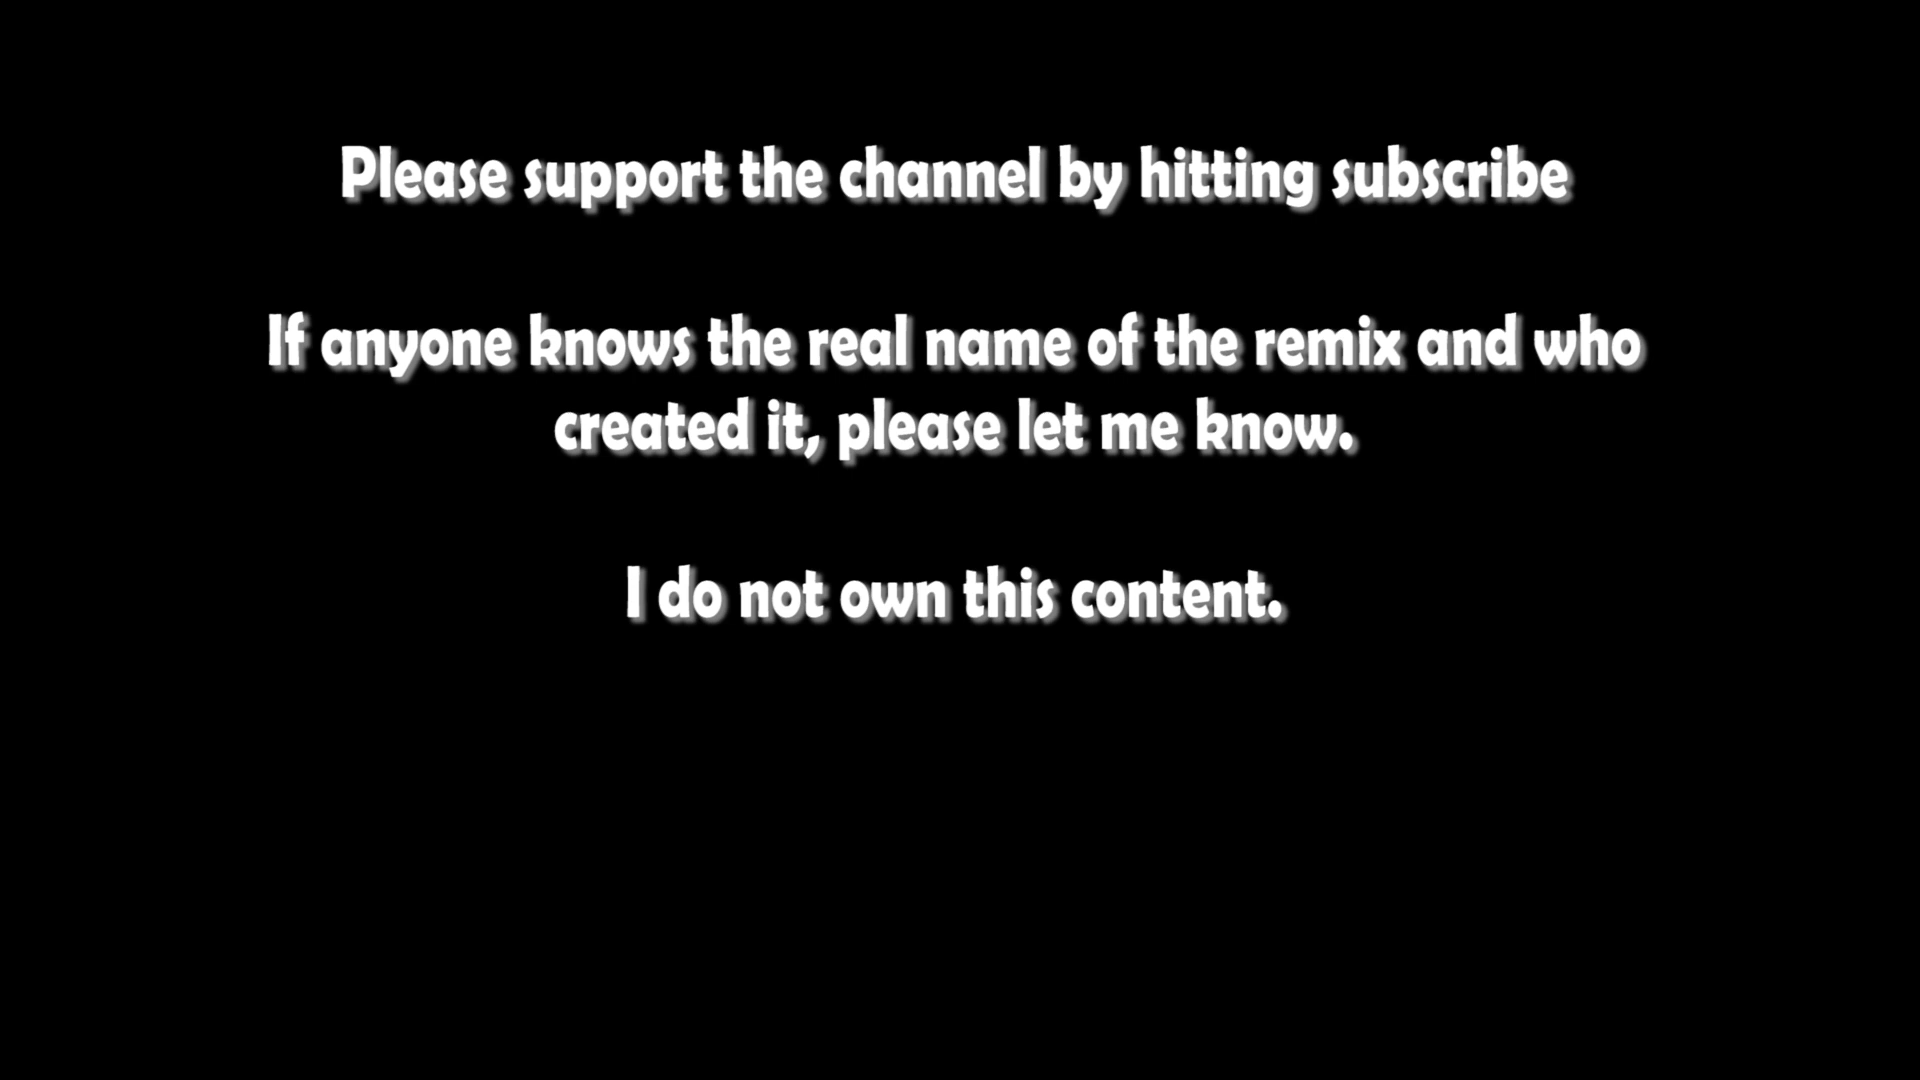 Please support the channel by hitting subscribe
If anyone knows the real name of the remix and who
created it, please let me know.
I do not own this content.